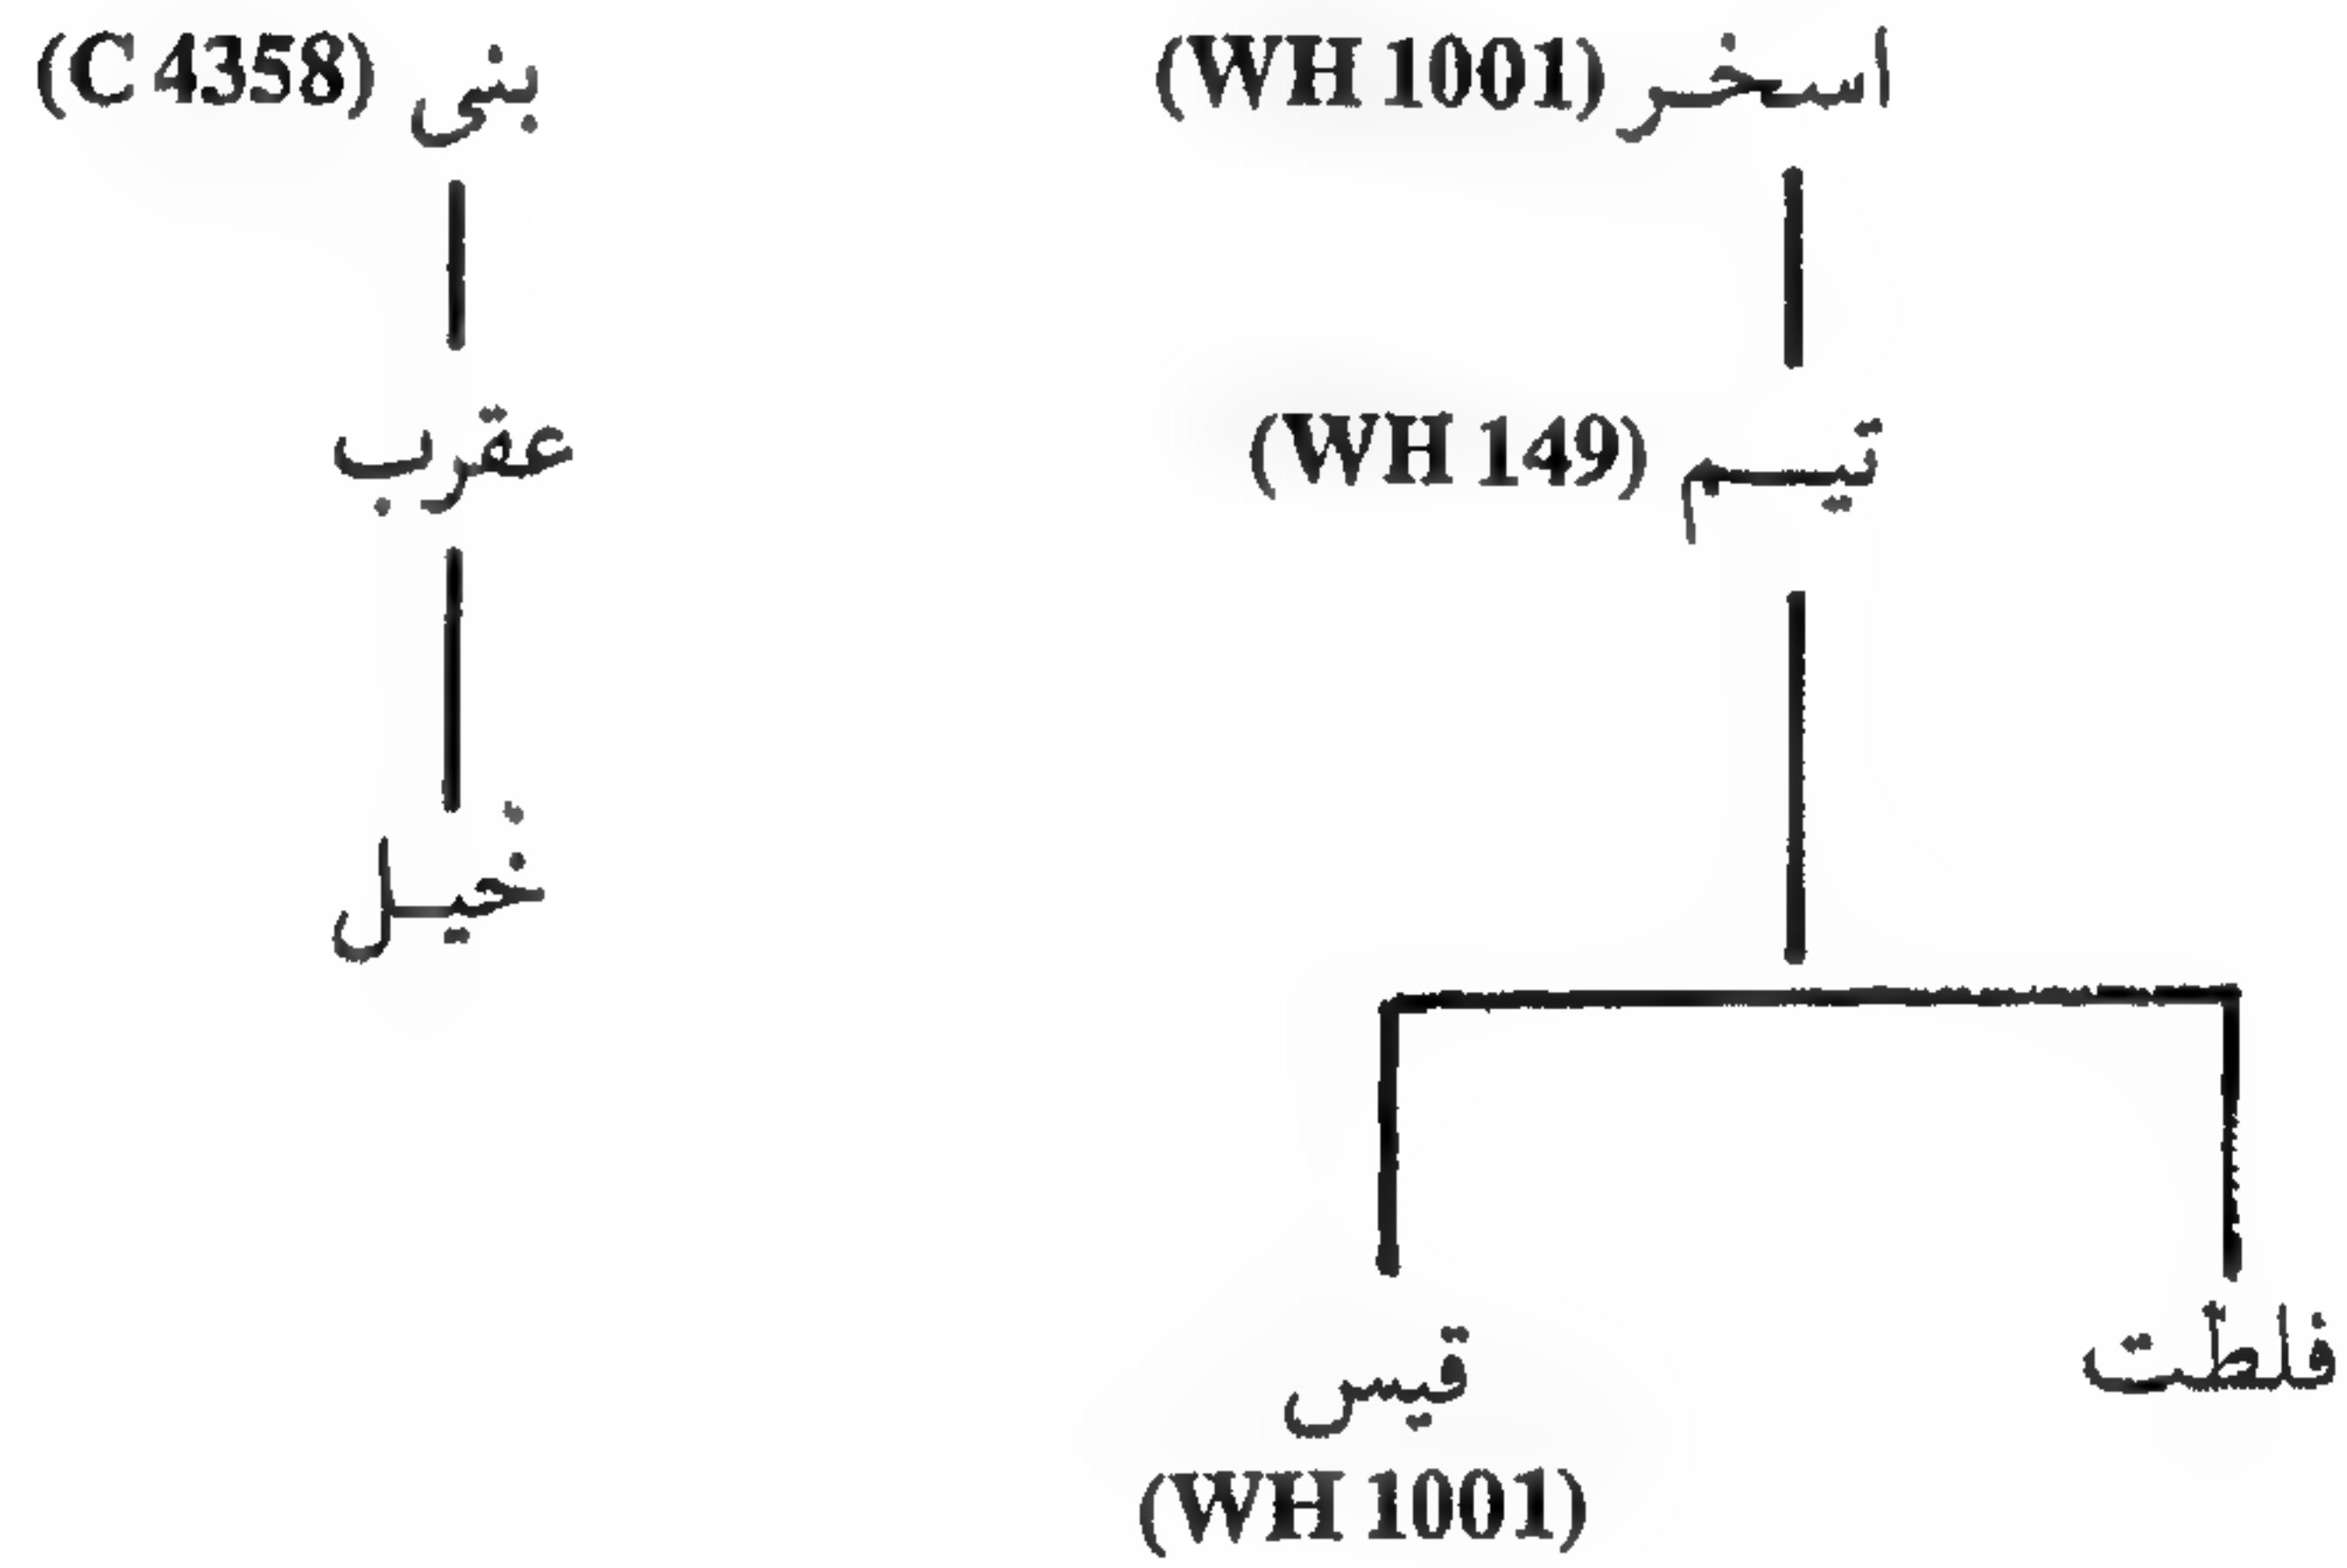 اسخر (WH 1001)
بنى (C 4358)
تيم (WH 149)
عقرب
خيل
فلطت
قيس
(WH 1001)